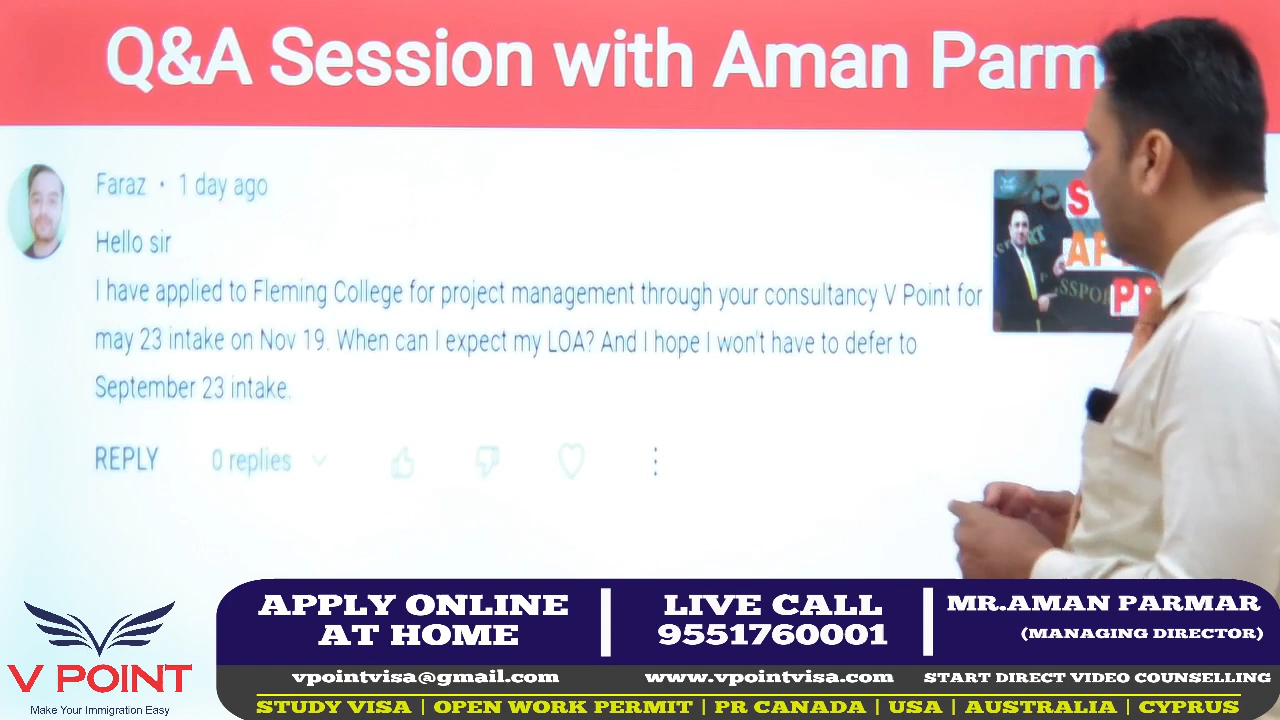 Q&A Session with Aman Parm
Faraz • 1 day ago
Hello sir
I have applied to Fleming College for project management through your consultancy V Point for
may 23 intake on Nov 19. When can I expect my LOA? And I hope I won't have to defer to
September 23 intake.
REPLY 0 replies
S
AP
PP
V POINT
Make Your Immigration Easy
APPLY ONLINE
AT HOME
LIVE CALL
9551760001
MR.AMAN PARMAR
(MANAGING DIRECTOR)
vpointvisa@gmail.com
www.vpointvisa.com
START DIRECT VIDEO COUNSELLING
STUDY VISA | OPEN WORK PERMIT | PR CANADA | USA | AUSTRALIA | CYPRUS